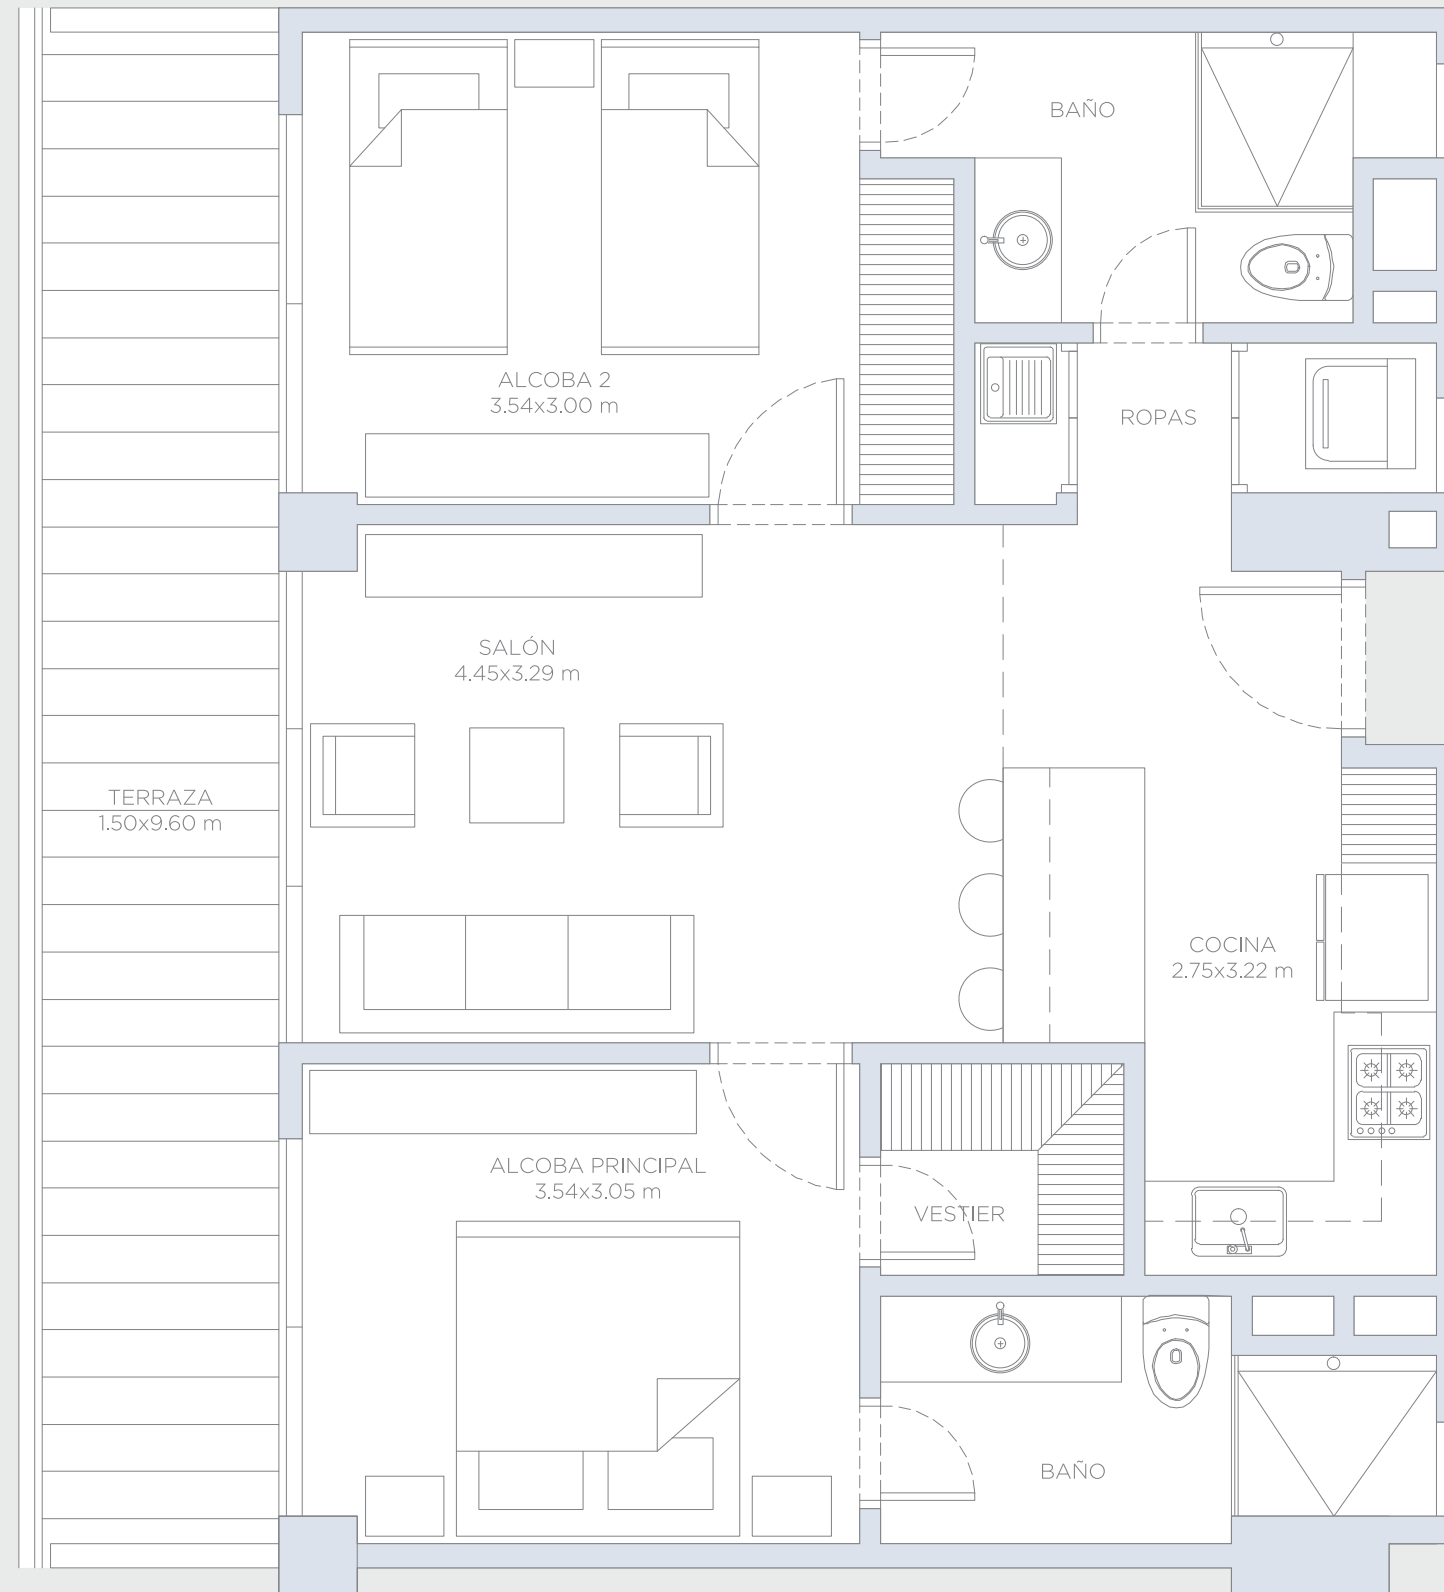 BAÑO
ALCOBA 2
3.54x3.00 m
ROPAS
SALÓN
4.45x3.29 m
TERRAZA
1.50x9.60 m
COCINA
2.75x3.22 m
ALCOBA PRINCIPAL
3.54x3.05 m
VESTIER
BAÑO